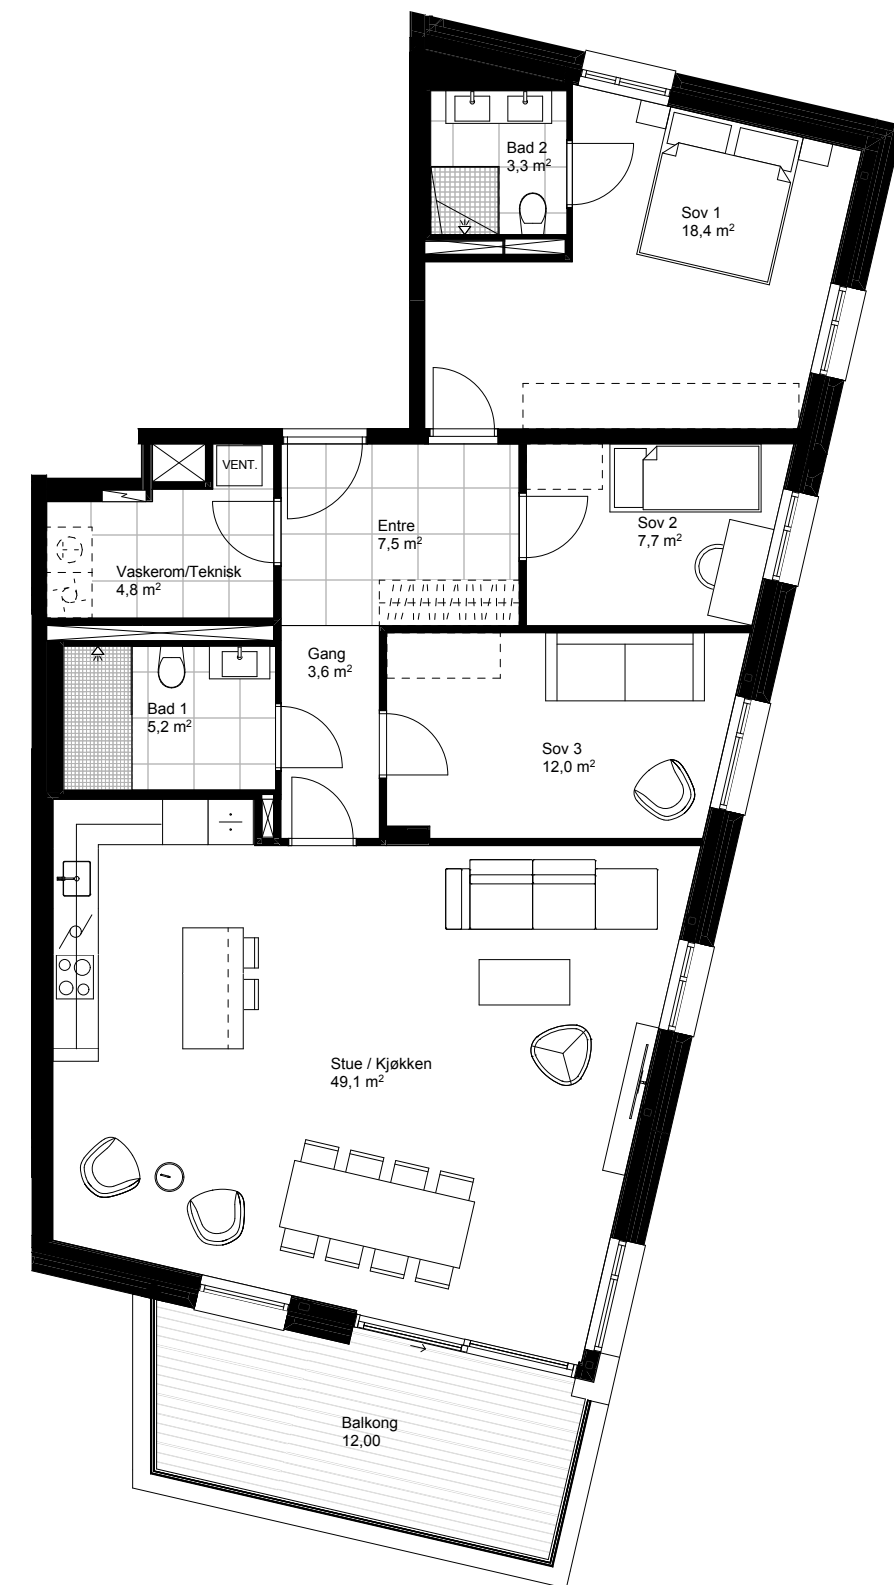 Bad 2
3,3 m²
Sov 1
18,4 m²
VENT.
Entre
7,5 m²
Sov 2
7,7 m²
Vaskerom/Teknisk
4,8 m²
Gang
3,6 m²
Bad 1
5,2 m²
Sov 3
12,0 m²
Stue / Kjøkken
49,1 m²
Balkong
12,00